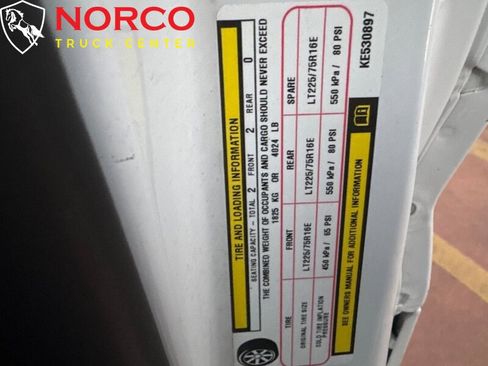 NORCO
TRUCK CENTER
TIRE AND LOADING INFORMATION
SEATING CAPACITY - TOTAL 2 FRONT 2 REAR 0
THE COMBINED WEIGHT OF OCCUPANTS AND CARGO SHOULD NEVER EXCEED
1825 KG OR 4024 LB
TIRE FRONT REAR SPARE
ORIGINAL TIRE SIZE LT225/75R16E LT225/75R16E LT225/75R16E
COLD TIRE INFLATION PRESSURE 450 kPa / 65 PSI 550 kPa / 80 PSI 550 kPa / 80 PSI
SEE OWNERS MANUAL FOR ADDITIONAL INFORMATION
KE530897